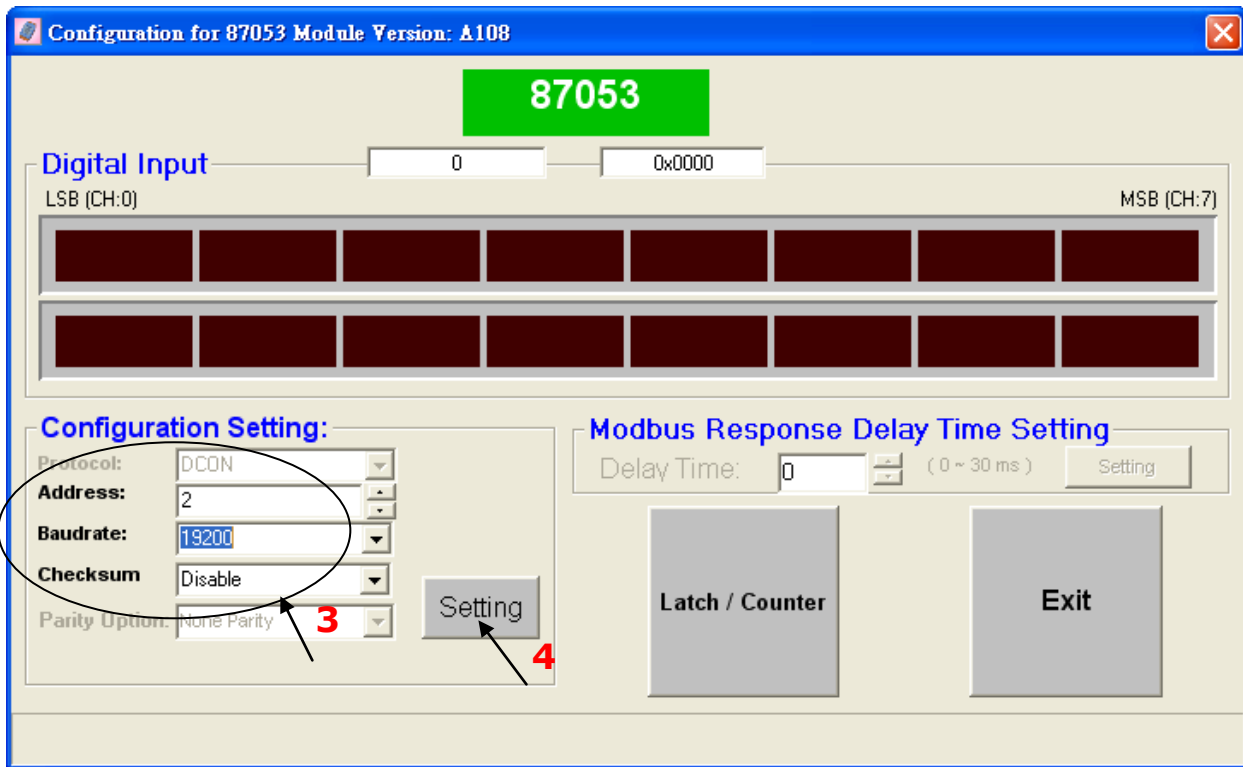 Configuration for 87053 Module Version: A108
87053
Digital Input 0 0x0000
LSB (CH:0) MSB (CH:7)
Configuration Setting:
Protocol: DCON
Address: 2
Baudrate: 19200
Checksum Disable
Parity Option: None Parity
3
Setting
4
Modbus Response Delay Time Setting
Delay Time: 0 ( 0 ~ 30 ms ) Setting
Latch / Counter
Exit